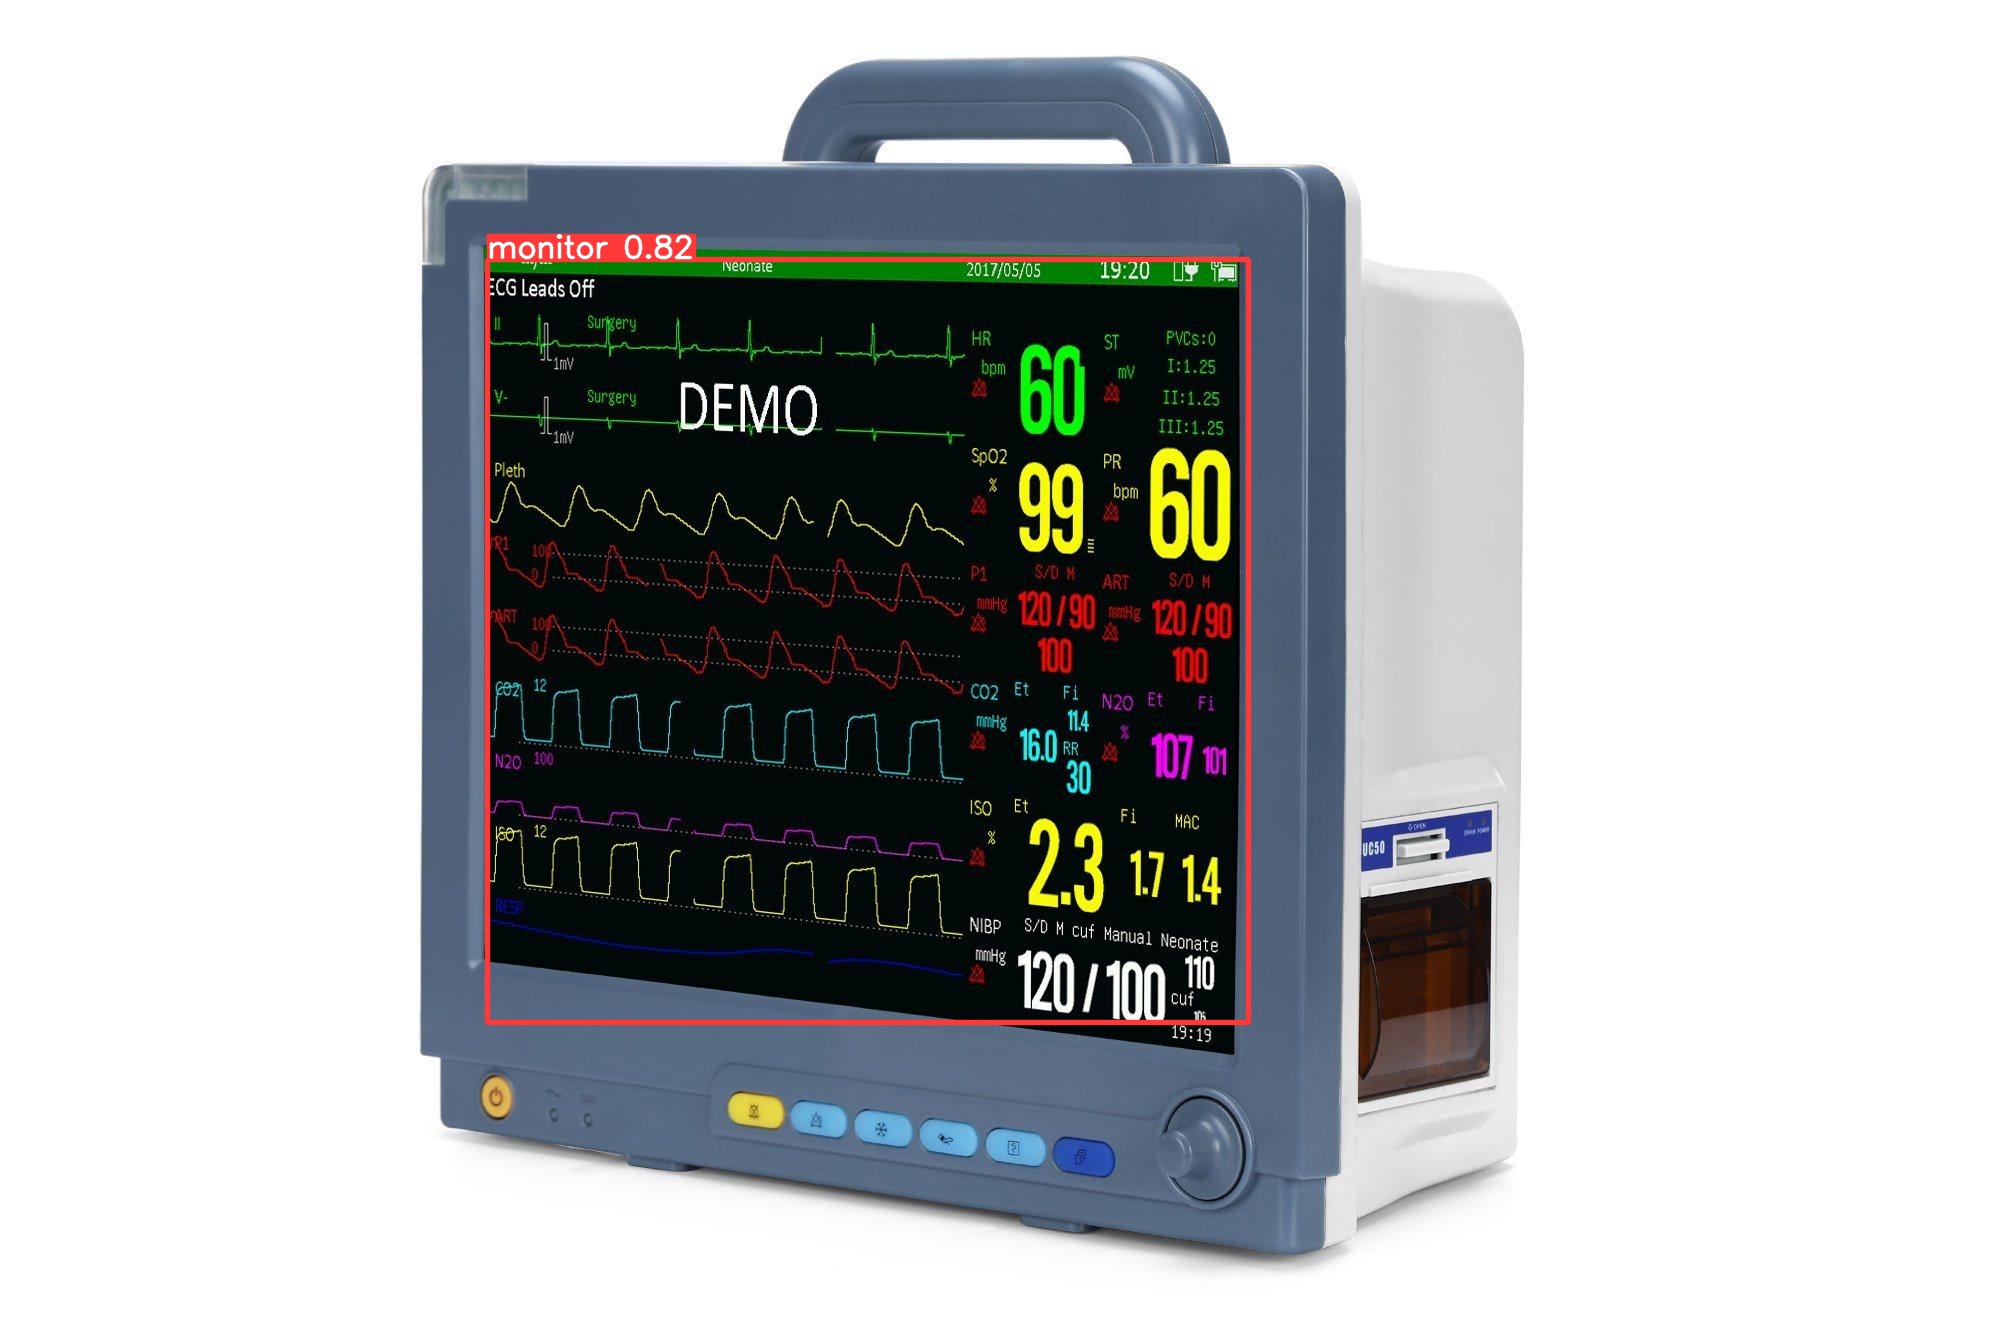 monitor 0.82
Neonate 2017/05/05 19:20
ECG Leads Off
II Surgery
1mV
DEMO
V- Surgery
1mV
Pleth
P1 100
0
ART 100
0
CO2 12
N2O 100
ISO 12
RESP
HR
bpm
60
ST
mV
PVCs:0
I:1.25
II:1.25
III:1.25
SpO2
%
99
PR
bpm
60
P1 S/D M
mmHg 120/90
100
ART S/D M
mmHg 120/90
100
CO2 Et Fi
mmHg 16.0 11.4
RR
30
N2O Et Fi
% 107 101
ISO Et Fi MAC
% 2.3 1.7 1.4
NIBP S/D M cuf Manual Neonate
mmHg 120/100 110
cuf
105
19:19
UC50
OPEN
ERROR POWER